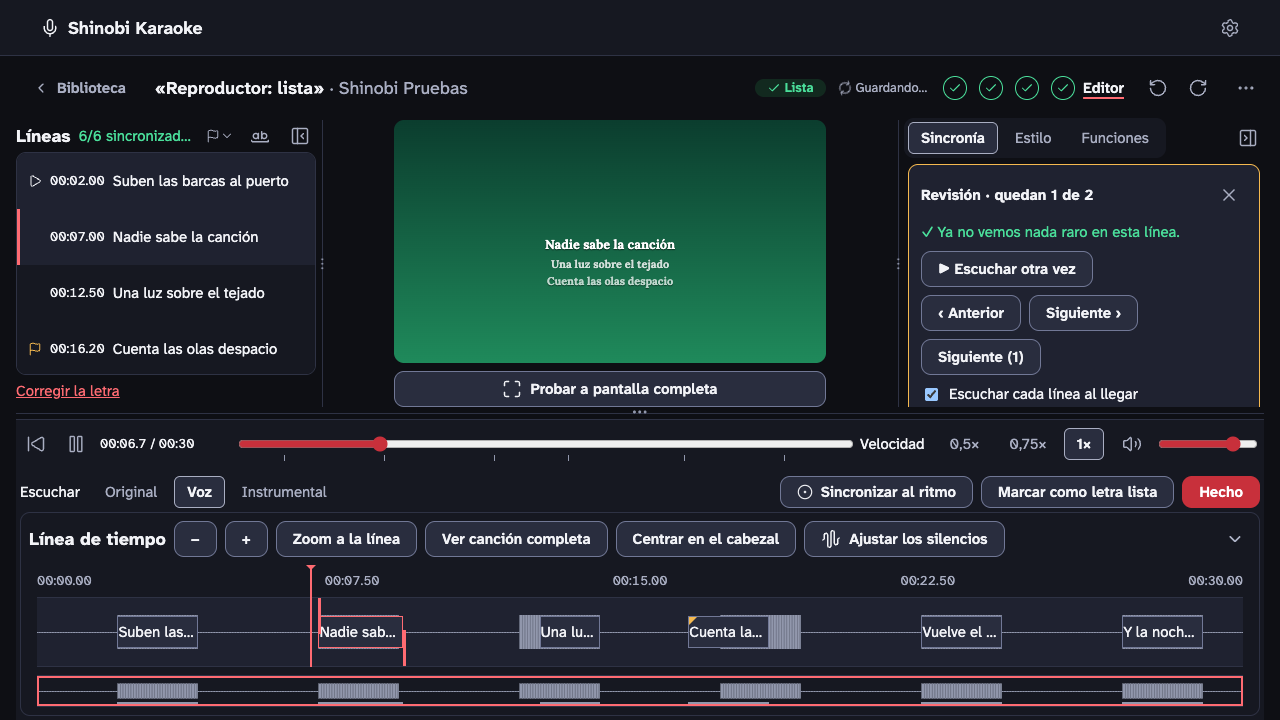 Shinobi Karaoke
Biblioteca «Reproductor: lista» · Shinobi Pruebas
Lista Guardando... Editor
Líneas 6/6 sincronizad...
ab
00:02.00 Suben las barcas al puerto
00:07.00 Nadie sabe la canción
00:12.50 Una luz sobre el tejado
00:16.20 Cuenta las olas despacio
Corregir la letra
Nadie sabe la canción
Una luz sobre el tejado
Cuenta las olas despacio
Probar a pantalla completa
Sincronía Estilo Funciones
Revisión · quedan 1 de 2
✓ Ya no vemos nada raro en esta línea.
Escuchar otra vez
‹ Anterior Siguiente ›
Siguiente (1)
Escuchar cada línea al llegar
00:06.7 / 00:30
Velocidad 0,5× 0,75× 1×
Escuchar Original Voz Instrumental
Sincronizar al ritmo Marcar como letra lista Hecho
Línea de tiempo − + Zoom a la línea Ver canción completa Centrar en el cabezal Ajustar los silencios
00:00.00 00:07.50 00:15.00 00:22.50 00:30.00
Suben las... Nadie sab... Una lu... Cuenta la... Vuelve el ... Y la noch...